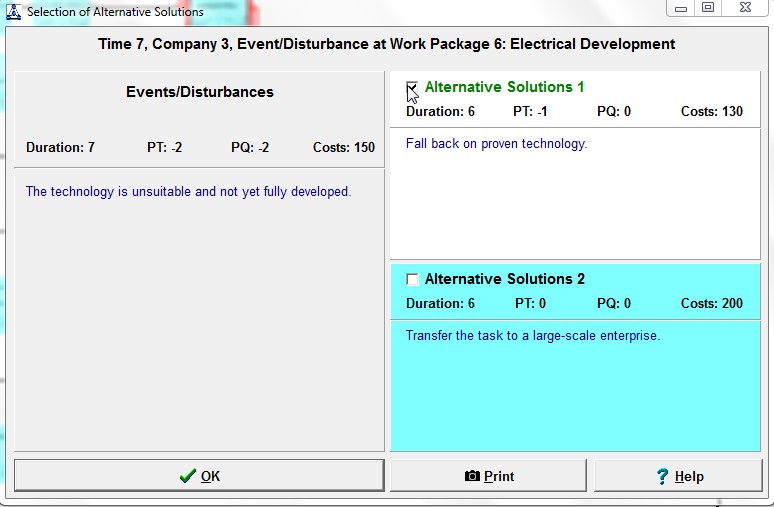 Selection of Alternative Solutions
Time 7, Company 3, Event/Disturbance at Work Package 6: Electrical Development
Events/Disturbances
Duration: 7 PT: -2 PQ: -2 Costs: 150
The technology is unsuitable and not yet fully developed.
Alternative Solutions 1
Duration: 6 PT: -1 PQ: 0 Costs: 130
Fall back on proven technology.
Alternative Solutions 2
Duration: 6 PT: 0 PQ: 0 Costs: 200
Transfer the task to a large-scale enterprise.
OK
Print
? Help